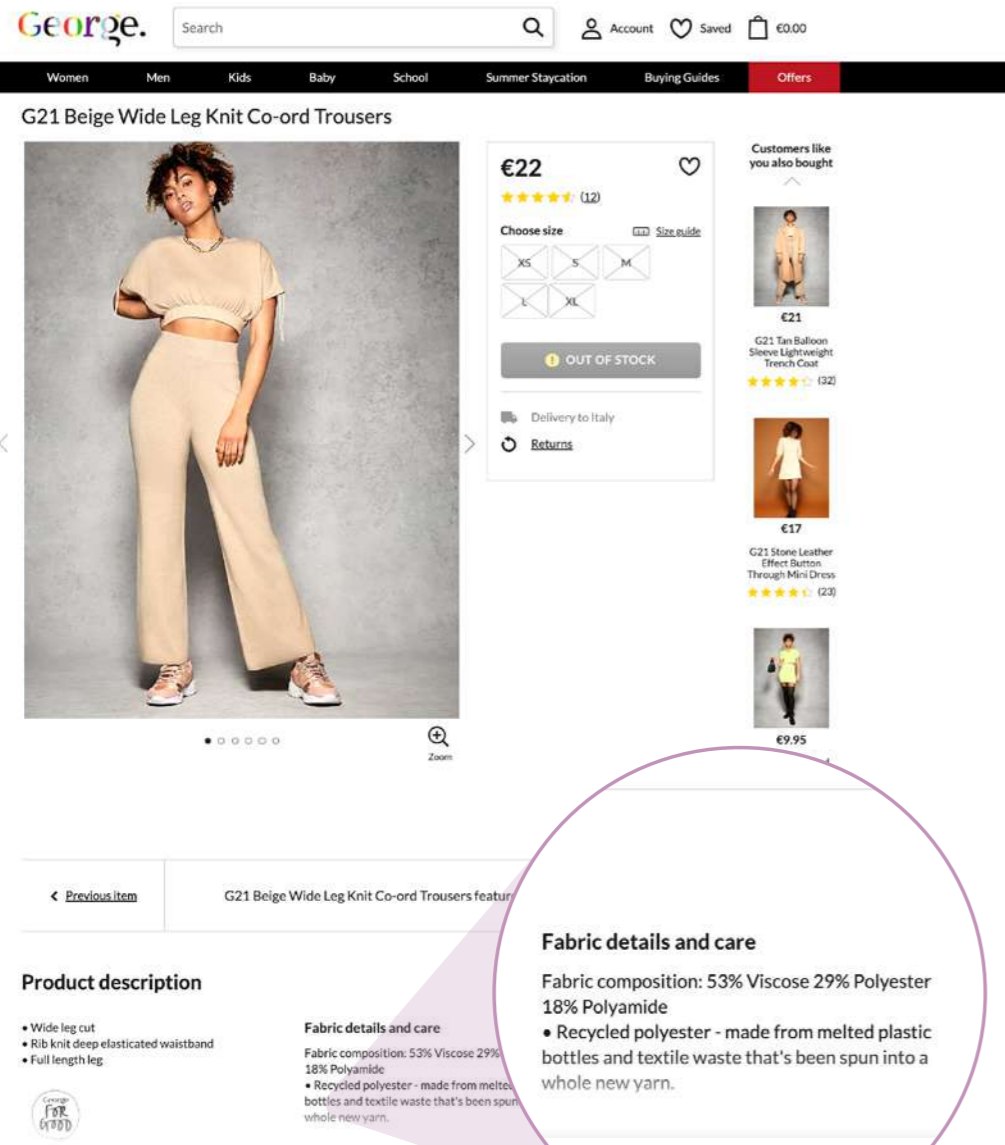 George.
Search
Account
Saved
€0.00
Women Men Kids Baby School Summer Staycation Buying Guides Offers
G21 Beige Wide Leg Knit Co-ord Trousers
€22
(12)
Choose size
Size guide
XS S M
L XL
OUT OF STOCK
Delivery to Italy
Returns
Zoom
Customers like
you also bought
€21
G21 Tan Balloon
Sleeve Lightweight
Trench Coat
(32)
€17
G21 Stone Leather
Effect Button
Through Mini Dress
(23)
€9.95
Previous item
G21 Beige Wide Leg Knit Co-ord Trousers featur
Product description
• Wide leg cut
• Rib knit deep elasticated waistband
• Full length leg
George
FOR
GOOD
Fabric details and care
Fabric composition: 53% Viscose 29%
18% Polyamide
• Recycled polyester - made from melte
bottles and textile waste that's been spun
whole new yarn.
Fabric details and care
Fabric composition: 53% Viscose 29% Polyester
18% Polyamide
• Recycled polyester - made from melted plastic
bottles and textile waste that's been spun into a
whole new yarn.